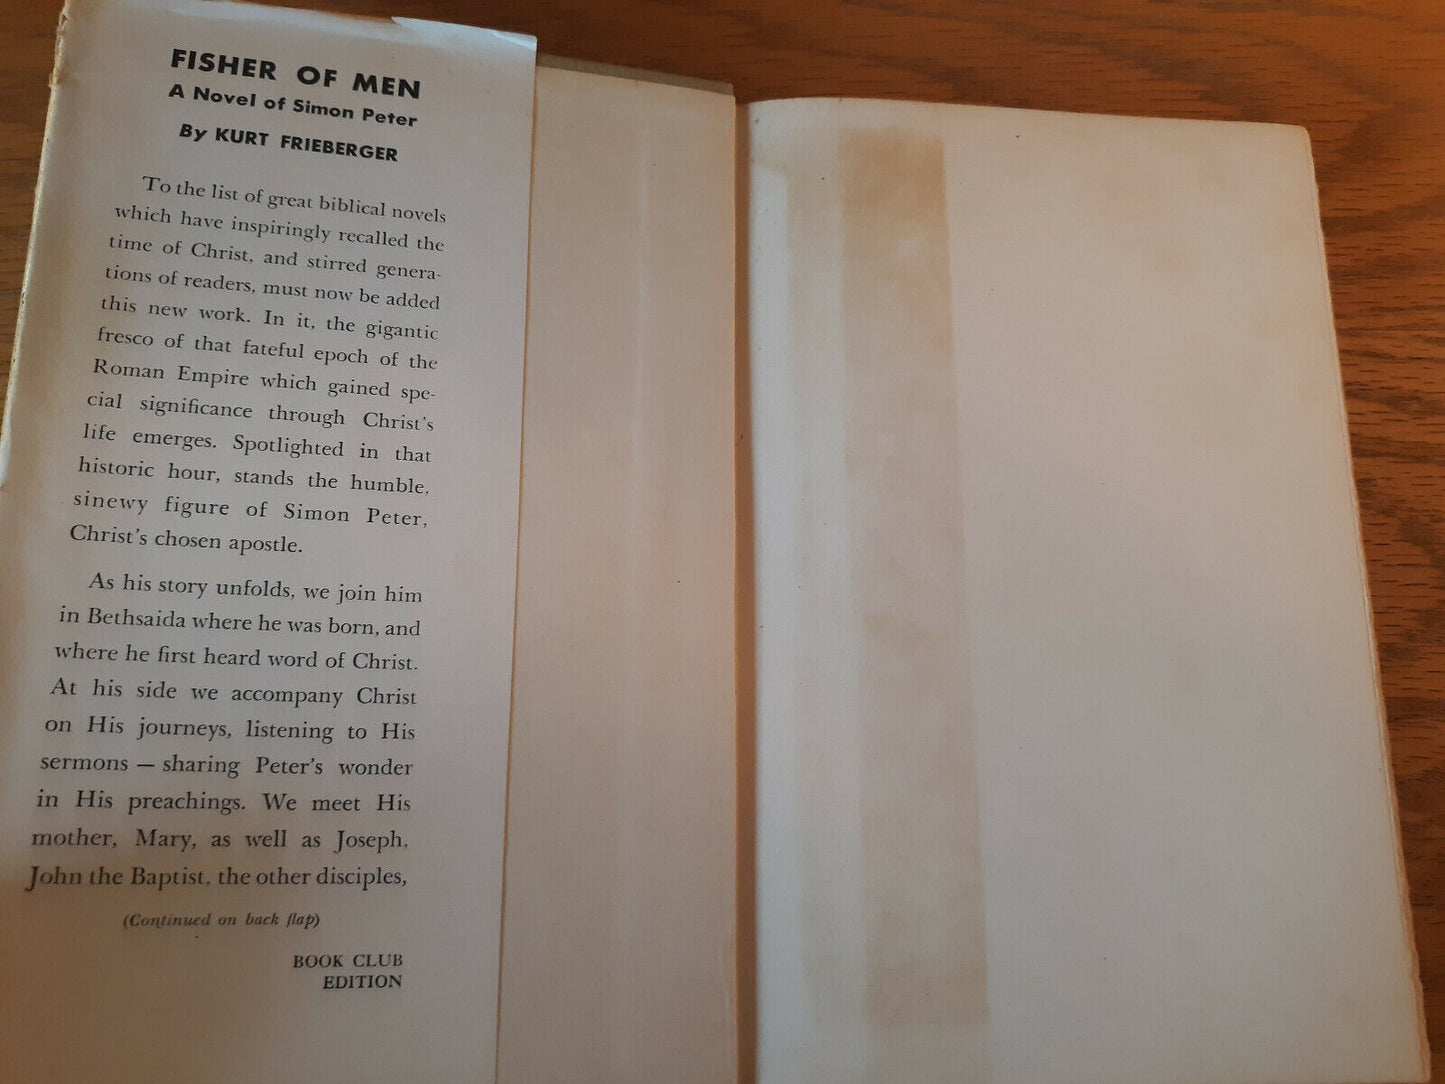 FISHER OF MEN
A Novel of Simon Peter
By KURT FRIEBERGER
To the list of great biblical novels
which have inspiringly recalled the
time of Christ, and stirred genera-
tions of readers, must now be added
this new work. In it, the gigantic
fresco of that fateful epoch of the
Roman Empire which gained spe-
cial significance through Christ's
life emerges. Spotlighted in that
historic hour, stands the humble,
sinewy figure of Simon Peter,
Christ's chosen apostle.
As his story unfolds, we join him
in Bethsaida where he was born, and
where he first heard word of Christ.
At his side we accompany Christ
on His journeys, listening to His
sermons — sharing Peter's wonder
in His preachings. We meet His
mother, Mary, as well as Joseph,
John the Baptist, the other disciples,
(Continued on back flap)
BOOK CLUB
EDITION